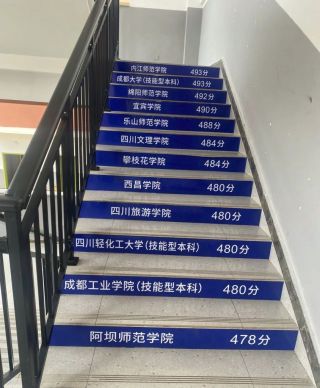 内江师范学院 493分
成都大学(技能型本科) 493分
绵阳师范学院 492分
宜宾学院 490分
乐山师范学院 488分
四川文理学院 484分
攀枝花学院 484分
西昌学院 480分
四川旅游学院 480分
四川轻化工大学(技能型本科) 480分
成都工业学院(技能型本科) 480分
阿坝师范学院 478分